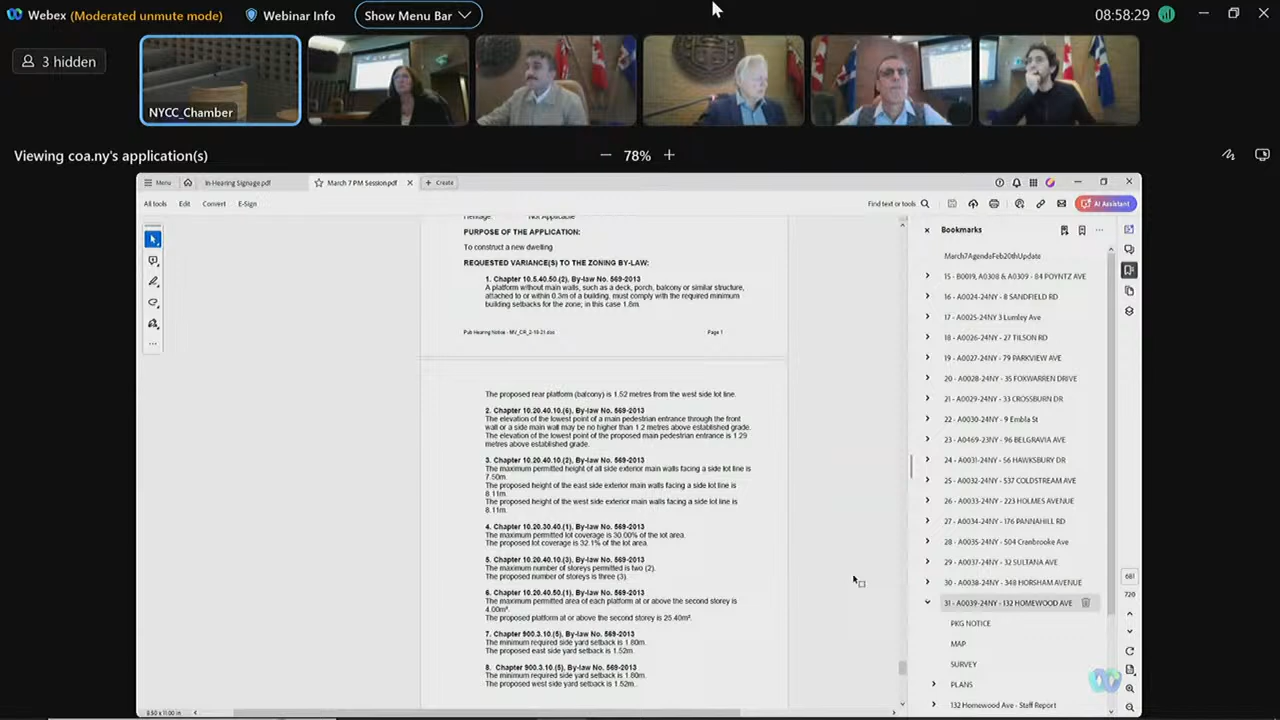 Webex (Moderated unmute mode) Webinar Info Show Menu Bar 08:58:29
3 hidden
NYCC_Chamber
Viewing coa.ny's application(s) 78%
Menu In-Hearing Signage.pdf March 7 PM Session.pdf Create
All tools Edit Convert E-Sign Find text or tools AI Assistant
Heritage: Not Applicable
PURPOSE OF THE APPLICATION:
To construct a new dwelling
REQUESTED VARIANCE(S) TO THE ZONING BY-LAW:
1. Chapter 10.5.40.50.(2), By-law No. 569-2013
A platform without main walls, such as a deck, porch, balcony or similar structure,
attached to or within 0.3m of a building, must comply with the required minimum
building setbacks for the zone; in this case 1.8m.
Page 1
The proposed rear platform (balcony) is 1.52 metres from the west side lot line.
2. Chapter 10.20.40.10.(6), By-law No. 569-2013
The elevation of the lowest point of a main pedestrian entrance through the front
wall or a side main wall may be no higher than 1.2 metres above established grade.
The elevation of the lowest point of the proposed main pedestrian entrance is 1.29
metres above established grade.
3. Chapter 10.20.40.10.(2), By-law No. 569-2013
The maximum permitted height of all side exterior main walls facing a side lot line is
7.50m.
The proposed height of the east side exterior main walls facing a side lot line is
8.11m.
The proposed height of the west side exterior main walls facing a side lot line is
8.11m.
4. Chapter 10.20.30.40.(1), By-law No. 569-2013
The maximum permitted lot coverage is 30.00% of the lot area.
The proposed lot coverage is 32.1% of the lot area.
5. Chapter 10.20.40.10.(3), By-law No. 569-2013
The maximum number of storeys permitted is two (2).
The proposed number of storeys is three (3).
6. Chapter 10.20.40.50.(1), By-law No. 569-2013
The maximum permitted area of each platform at or above the second storey is
4.00m².
The proposed platform at or above the second storey is 25.40m².
7. Chapter 900.3.10.(5), By-law No. 569-2013
The minimum required side yard setback is 1.80m.
The proposed east side yard setback is 1.52m.
8. Chapter 900.3.10.(5), By-law No. 569-2013
The minimum required side yard setback is 1.80m.
The proposed west side yard setback is 1.52m.
8.50 x 11.00 in
Bookmarks
March7AgendaFeb20thUpdate
15 - B0019, A0308 & A0309 - 84 POYNTZ AVE
16 - A0024-24NY - 8 SANDFIELD RD
17 - A0025-24NY 3 Lumley Ave
18 - A0026-24NY - 27 TILSON RD
19 - A0027-24NY - 79 PARKVIEW AVE
20 - A0028-24NY - 35 FOXWARREN DRIVE
21 - A0029-24NY - 33 CROSSBURN DR
22 - A0030-24NY - 9 Embla St
23 - A0469-23NY - 96 BELGRAVIA AVE
24 - A0031-24NY - 56 HAWKSBURY DR
25 - A0032-24NY - 537 COLDSTREAM AVE
26 - A0033-24NY - 223 HOLMES AVENUE
27 - A0034-24NY - 176 PANNAHILL RD
28 - A0035-24NY - 504 Cranbrooke Ave
29 - A0037-24NY - 32 SULTANA AVE
30 - A0038-24NY - 348 HORSHAM AVENUE
31 - A0039-24NY - 132 HOMEWOOD AVE
PKG NOTICE
MAP
SURVEY
PLANS
132 Homewood Ave - Staff Report
681
720